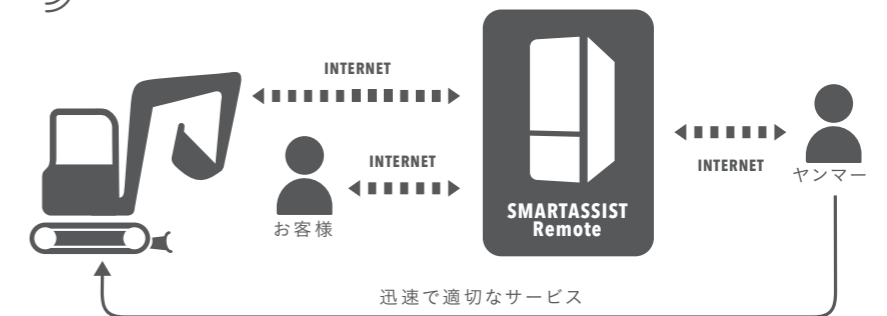 INTERNET
INTERNET
お客様
SMARTASSIST
Remote
INTERNET
ヤンマー
迅速で適切なサービス